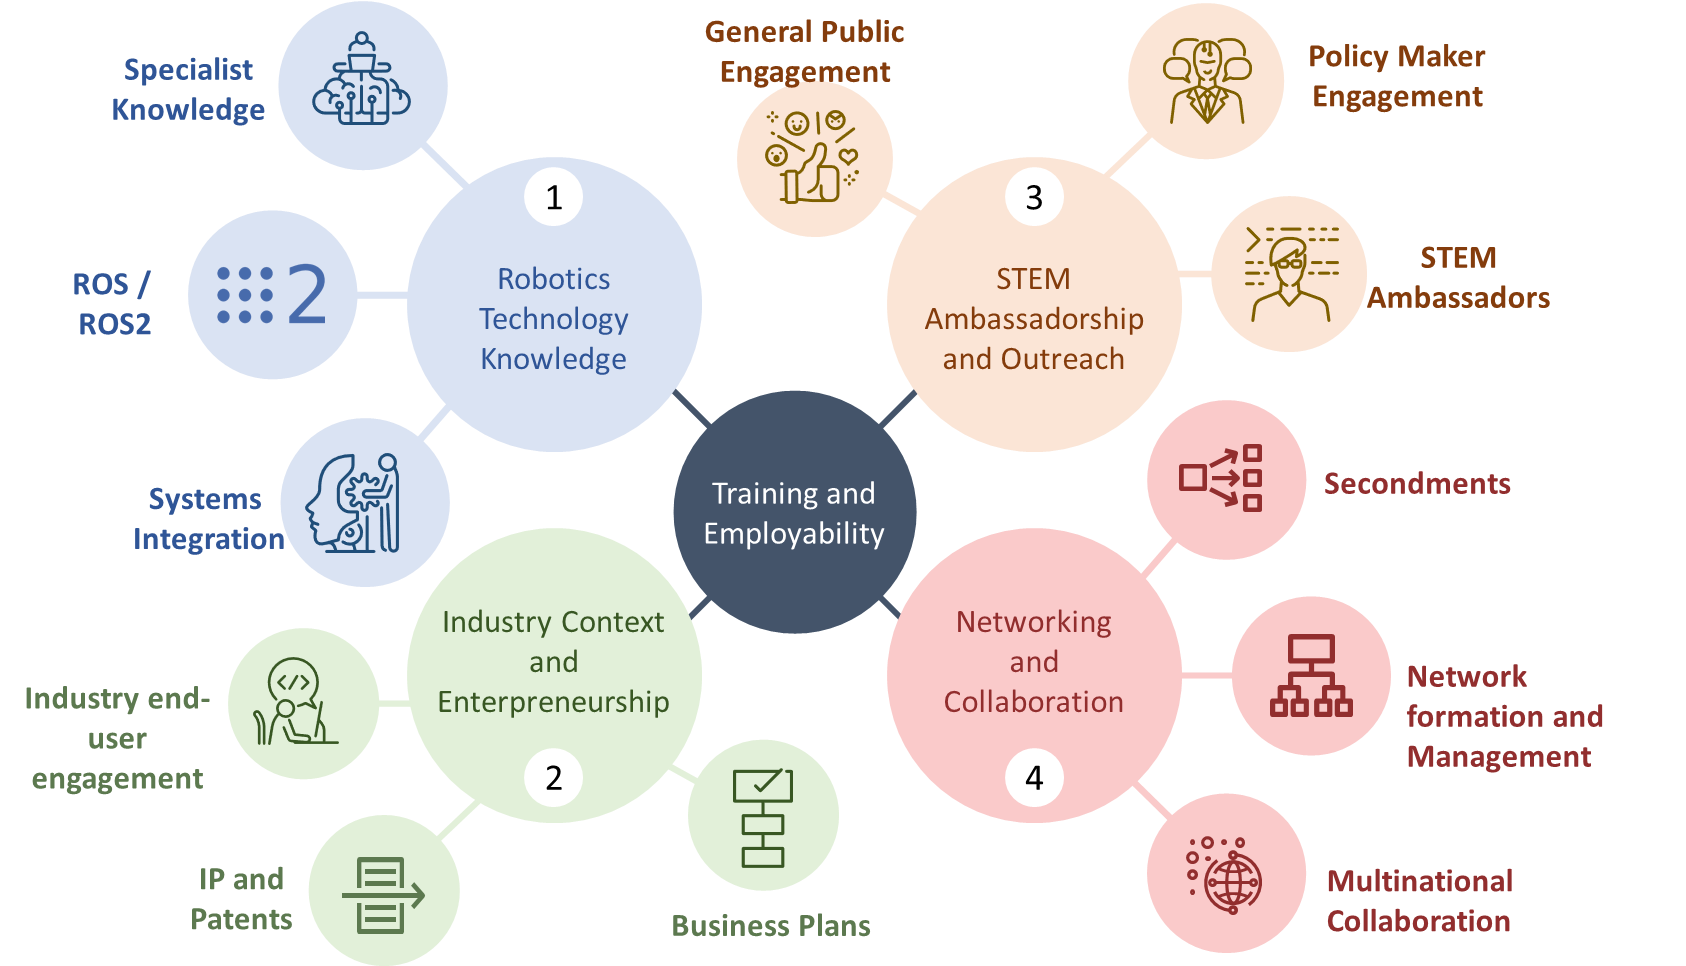 Specialist
Knowledge
ROS /
ROS2
2
Systems
Integration
1
Robotics
Technology
Knowledge
General Public
Engagement
Policy Maker
Engagement
STEM
Ambassadors
3
STEM
Ambassadorship
and Outreach
Training and
Employability
Industry end-
user
engagement
</>
IP and
Patents
Business Plans
Industry Context
and
Enterpreneurship
2
Secondments
Network
formation and
Management
Multinational
Collaboration
Networking
and
Collaboration
4